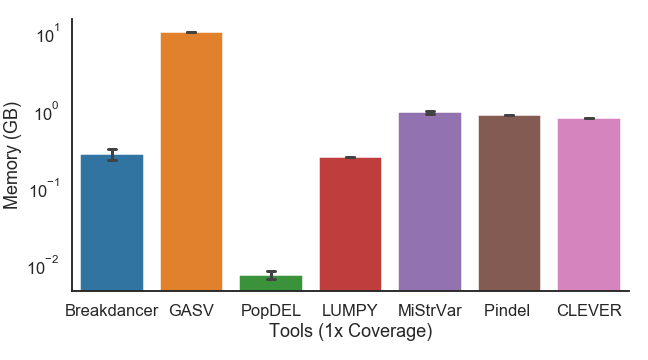 10¹
10⁰
10⁻¹
10⁻²
Memory (GB)
Breakdancer GASV PopDEL LUMPY MiStrVar Pindel CLEVER
Tools (1x Coverage)